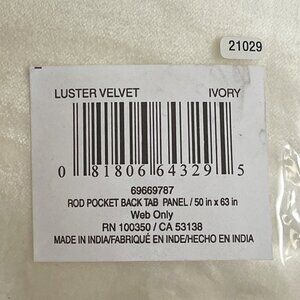 21029
LUSTER VELVET IVORY
0 81806 64329 5
69669787
ROD POCKET BACK TAB PANEL / 50 in x 63 in
Web Only
RN 100350 / CA 53138
MADE IN INDIA/FABRIQUÉ EN INDE/HECHO EN INDIA